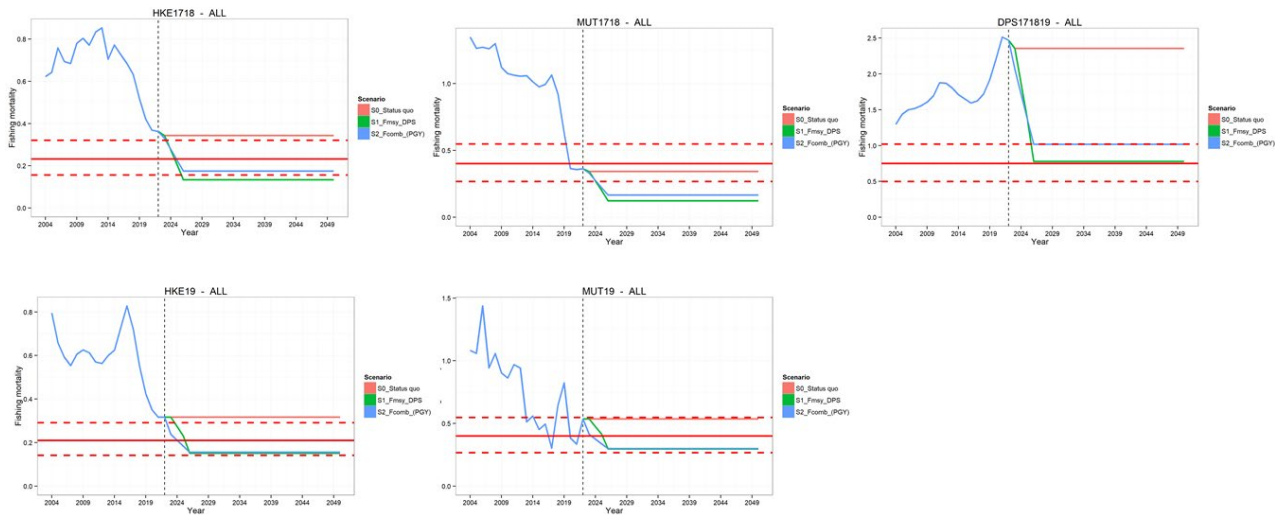 HKE1718 - ALL
Fishing mortality
0.8
0.6
0.4
0.2
0.0
2004 2009 2014 2019 2024 2029 2034 2039 2044 2049
Year
Scenario
S0_Status quo
S1_Fmsy_DPS
S2_Fcomb_(PGY)
MUT1718 - ALL
Fishing mortality
1.0
0.5
0.0
2004 2009 2014 2019 2024 2029 2034 2039 2044 2049
Year
Scenario
S0_Status quo
S1_Fmsy_DPS
S2_Fcomb_(PGY)
DPS171819 - ALL
Fishing mortality
2.5
2.0
1.5
1.0
0.5
0.0
2004 2009 2014 2019 2024 2029 2034 2039 2044 2049
Year
Scenario
S0_Status quo
S1_Fmsy_DPS
S2_Fcomb_(PGY)
HKE19 - ALL
Fishing mortality
0.8
0.6
0.4
0.2
0.0
2004 2009 2014 2019 2024 2029 2034 2039 2044 2049
Year
Scenario
S0_Status quo
S1_Fmsy_DPS
S2_Fcomb_(PGY)
MUT19 - ALL
Fishing mortality
1.5
1.0
0.5
0.0
2004 2009 2014 2019 2024 2029 2034 2039 2044 2049
Year
Scenario
S0_Status quo
S1_Fmsy_DPS
S2_Fcomb_(PGY)